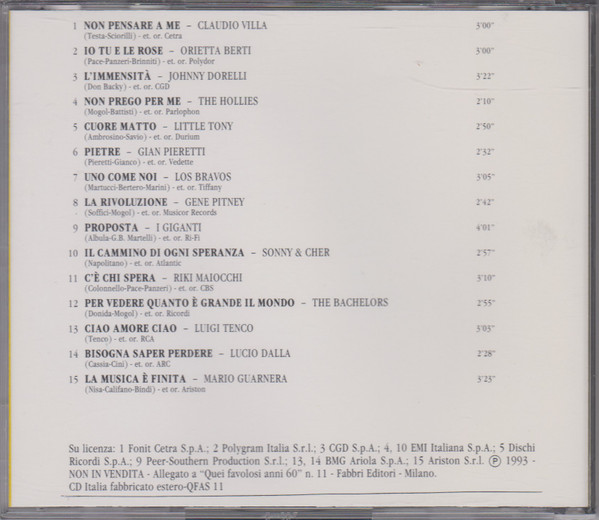 1 NON PENSARE A ME – CLAUDIO VILLA 3'00"
(Testa-Sciorilli) - et. or. Cetra
2 IO TU E LE ROSE – ORIETTA BERTI 3'00"
(Pace-Panzeri-Brinniti) - et. or. Polydor
3 L'IMMENSITÀ – JOHNNY DORELLI 3'22"
(Don Backy) - et. or. CGD
4 NON PREGO PER ME – THE HOLLIES 2'10"
(Mogol-Battisti) - et. or. Parlophon
5 CUORE MATTO – LITTLE TONY 2'50"
(Ambrosino-Savio) - et. or. Durium
6 PIETRE – GIAN PIERETTI 2'32"
(Pieretti-Gianco) - et. or. Vedette
7 UNO COME NOI – LOS BRAVOS 3'05"
(Martucci-Bertero-Marini) - et. or. Tiffany
8 LA RIVOLUZIONE – GENE PITNEY 2'42"
(Soffici-Mogol) - et. or. Musicor Records
9 PROPOSTA – I GIGANTI 4'01"
(Albula-G.B. Martelli) - et. or. Ri-Fi
10 IL CAMMINO DI OGNI SPERANZA – SONNY & CHER 2'57"
(Napolitano) - et. or. Atlantic
11 C'È CHI SPERA – RIKI MAIOCCHI 3'10"
(Colonnello-Pace-Panzeri) - et. or. CBS
12 PER VEDERE QUANTO È GRANDE IL MONDO – THE BACHELORS 2'55"
(Donida-Mogol) - et. or. Ricordi
13 CIAO AMORE CIAO – LUIGI TENCO 3'05"
(Tenco) - et. or. RCA
14 BISOGNA SAPER PERDERE – LUCIO DALLA 2'28"
(Cassia-Cini) - et. or. ARC
15 LA MUSICA È FINITA – MARIO GUARNERA 3'23"
(Nisa-Califano-Bindi) - et or. Ariston
Su licenza: 1 Fonit Cetra S.p.A.; 2 Polygram Italia S.r.l.; 3 CGD S.p.A.; 4, 10 EMI Italiana S.p.A.; 5 Dischi
Ricordi S.p.A.; 9 Peer-Southern Production S.r.l.; 13, 14 BMG Ariola S.p.A.; 15 Ariston S.r.l. Ⓟ 1993 -
NON IN VENDITA - Allegato a "Quei favolosi anni 60" n. 11 - Fabbri Editori - Milano.
CD Italia fabbricato estero-QFAS 11